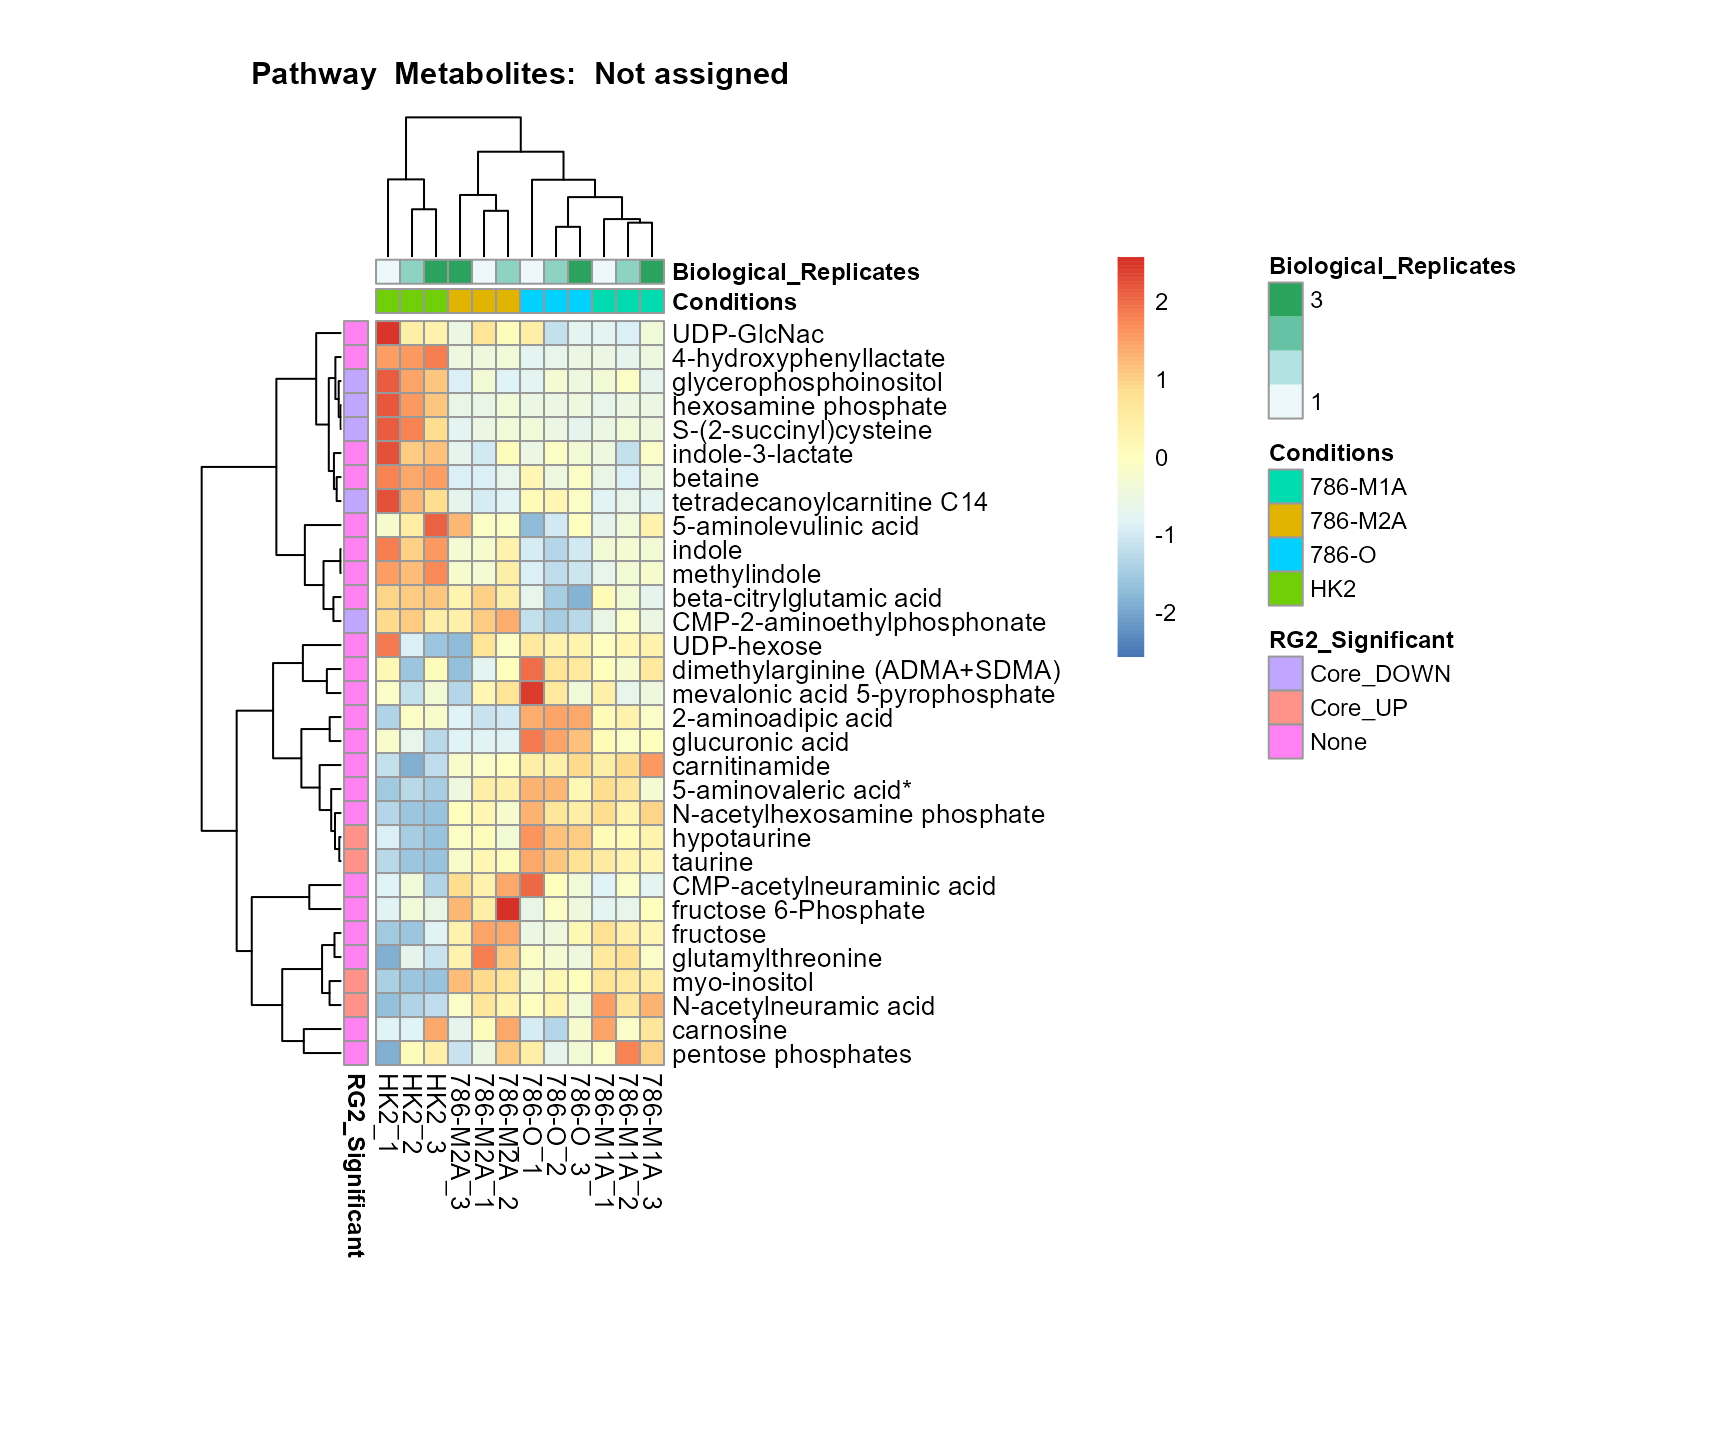 Pathway  Metabolites:  Not assigned
Biological_Replicates
Conditions
UDP-GlcNac
4-hydroxyphenyllactate
glycerophosphoinositol
hexosamine phosphate
S-(2-succinyl)cysteine
indole-3-lactate
betaine
tetradecanoylcarnitine C14
5-aminolevulinic acid
indole
methylindole
beta-citrylglutamic acid
CMP-2-aminoethylphosphonate
UDP-hexose
dimethylarginine (ADMA+SDMA)
mevalonic acid 5-pyrophosphate
2-aminoadipic acid
glucuronic acid
carnitinamide
5-aminovaleric acid*
N-acetylhexosamine phosphate
hypotaurine
taurine
CMP-acetylneuraminic acid
fructose 6-Phosphate
fructose
glutamylthreonine
myo-inositol
N-acetylneuramic acid
carnosine
pentose phosphates
RG2_Significant
HK2_1
HK2_2
HK2_3
786-M2A_3
786-M2A_1
786-M2A_2
786-O_1
786-O_2
786-O_3
786-M1A_1
786-M1A_2
786-M1A_3
2
1
0
-1
-2
Biological_Replicates
3
1
Conditions
786-M1A
786-M2A
786-O
HK2
RG2_Significant
Core_DOWN
Core_UP
None